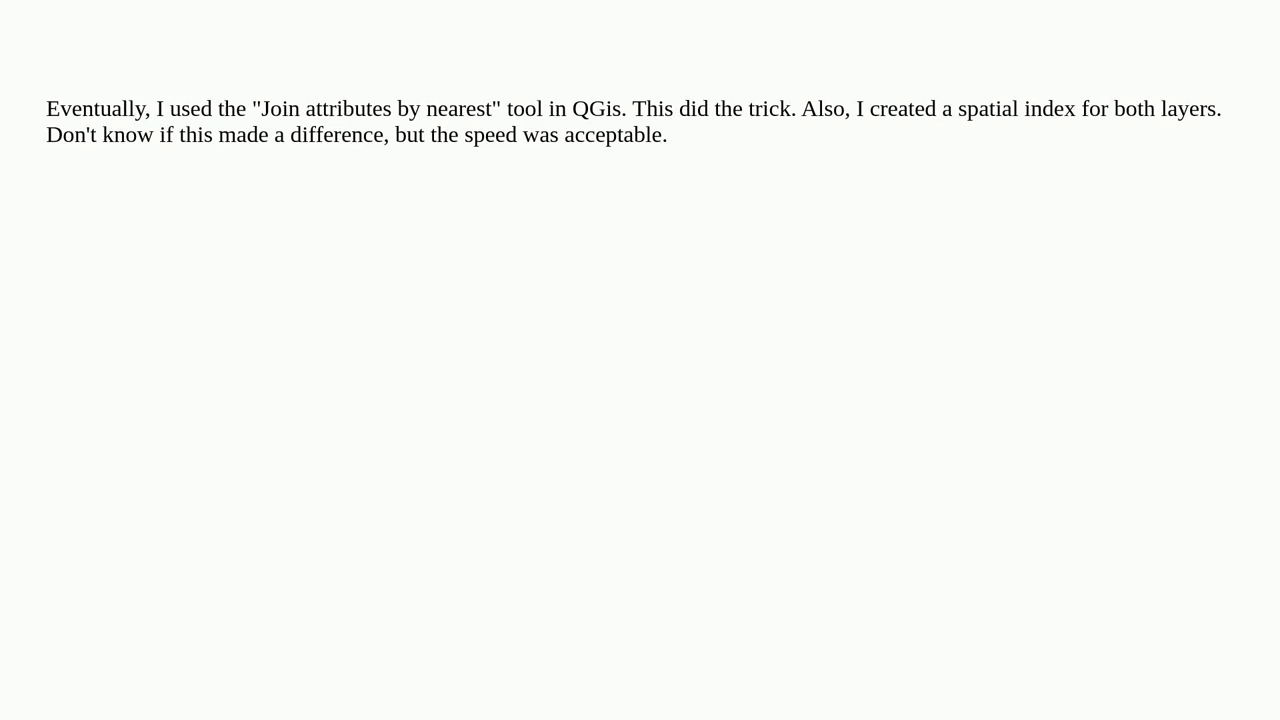 Eventually, I used the "Join attributes by nearest" tool in QGis. This did the trick. Also, I created a spatial index for both layers.
Don't know if this made a difference, but the speed was acceptable.